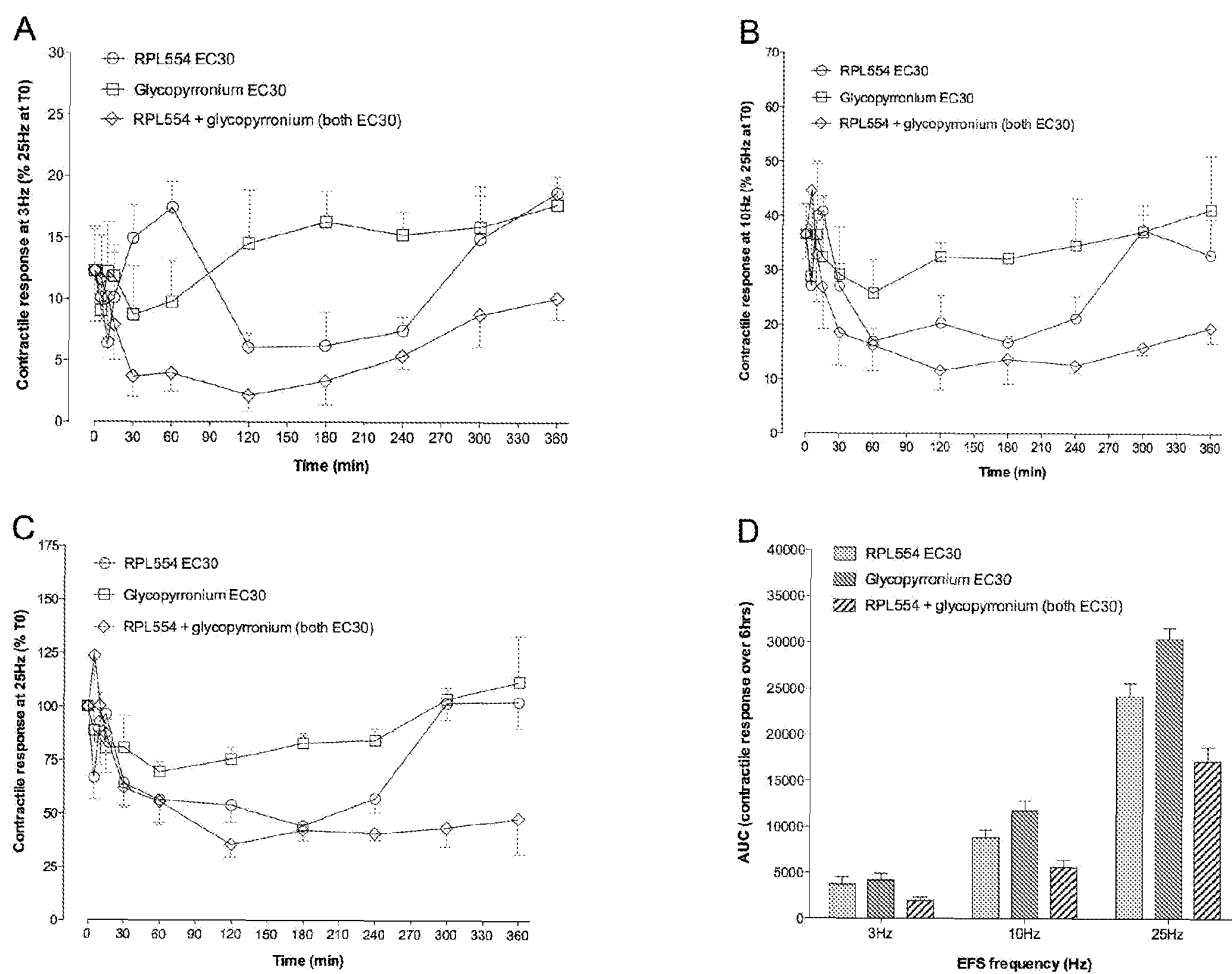 A
Contractile response at 3Hz (% 25Hz at T0)
30
25
20
15
10
5
0
RPL554 EC30
Glycopyrronium EC30
RPL554 + glycopyrronium (both EC30)
0 30 60 90 120 150 180 210 240 270 300 330 360
Time (min)
B
Contractile response at 10Hz (% 25Hz at T0)
70
60
50
40
30
20
10
0
RPL554 EC30
Glycopyrronium EC30
RPL554 + glycopyrronium (both EC30)
0 30 60 90 120 150 180 210 240 270 300 330 360
Time (min)
C
Contractile response at 25Hz (% T0)
175
150
125
100
75
50
25
0
RPL554 EC30
Glycopyrronium EC30
RPL554 + glycopyrronium (both EC30)
0 30 60 90 120 150 180 210 240 270 300 330 360
Time (min)
D
AUC (contractile response over 6hrs)
40000
35000
30000
25000
20000
15000
10000
5000
0
RPL554 EC30
Glycopyrronium EC30
RPL554 + glycopyrronium (both EC30)
3Hz 10Hz 25Hz
EFS frequency (Hz)